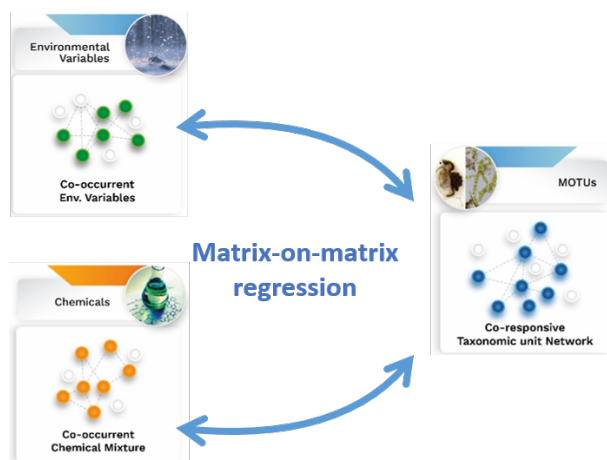 Environmental
Variables
Co-occurrent
Env. Variables
MOTUs
Matrix-on-matrix
regression
Chemicals
Co-responsive
Taxonomic unit Network
Co-occurrent
Chemical Mixture